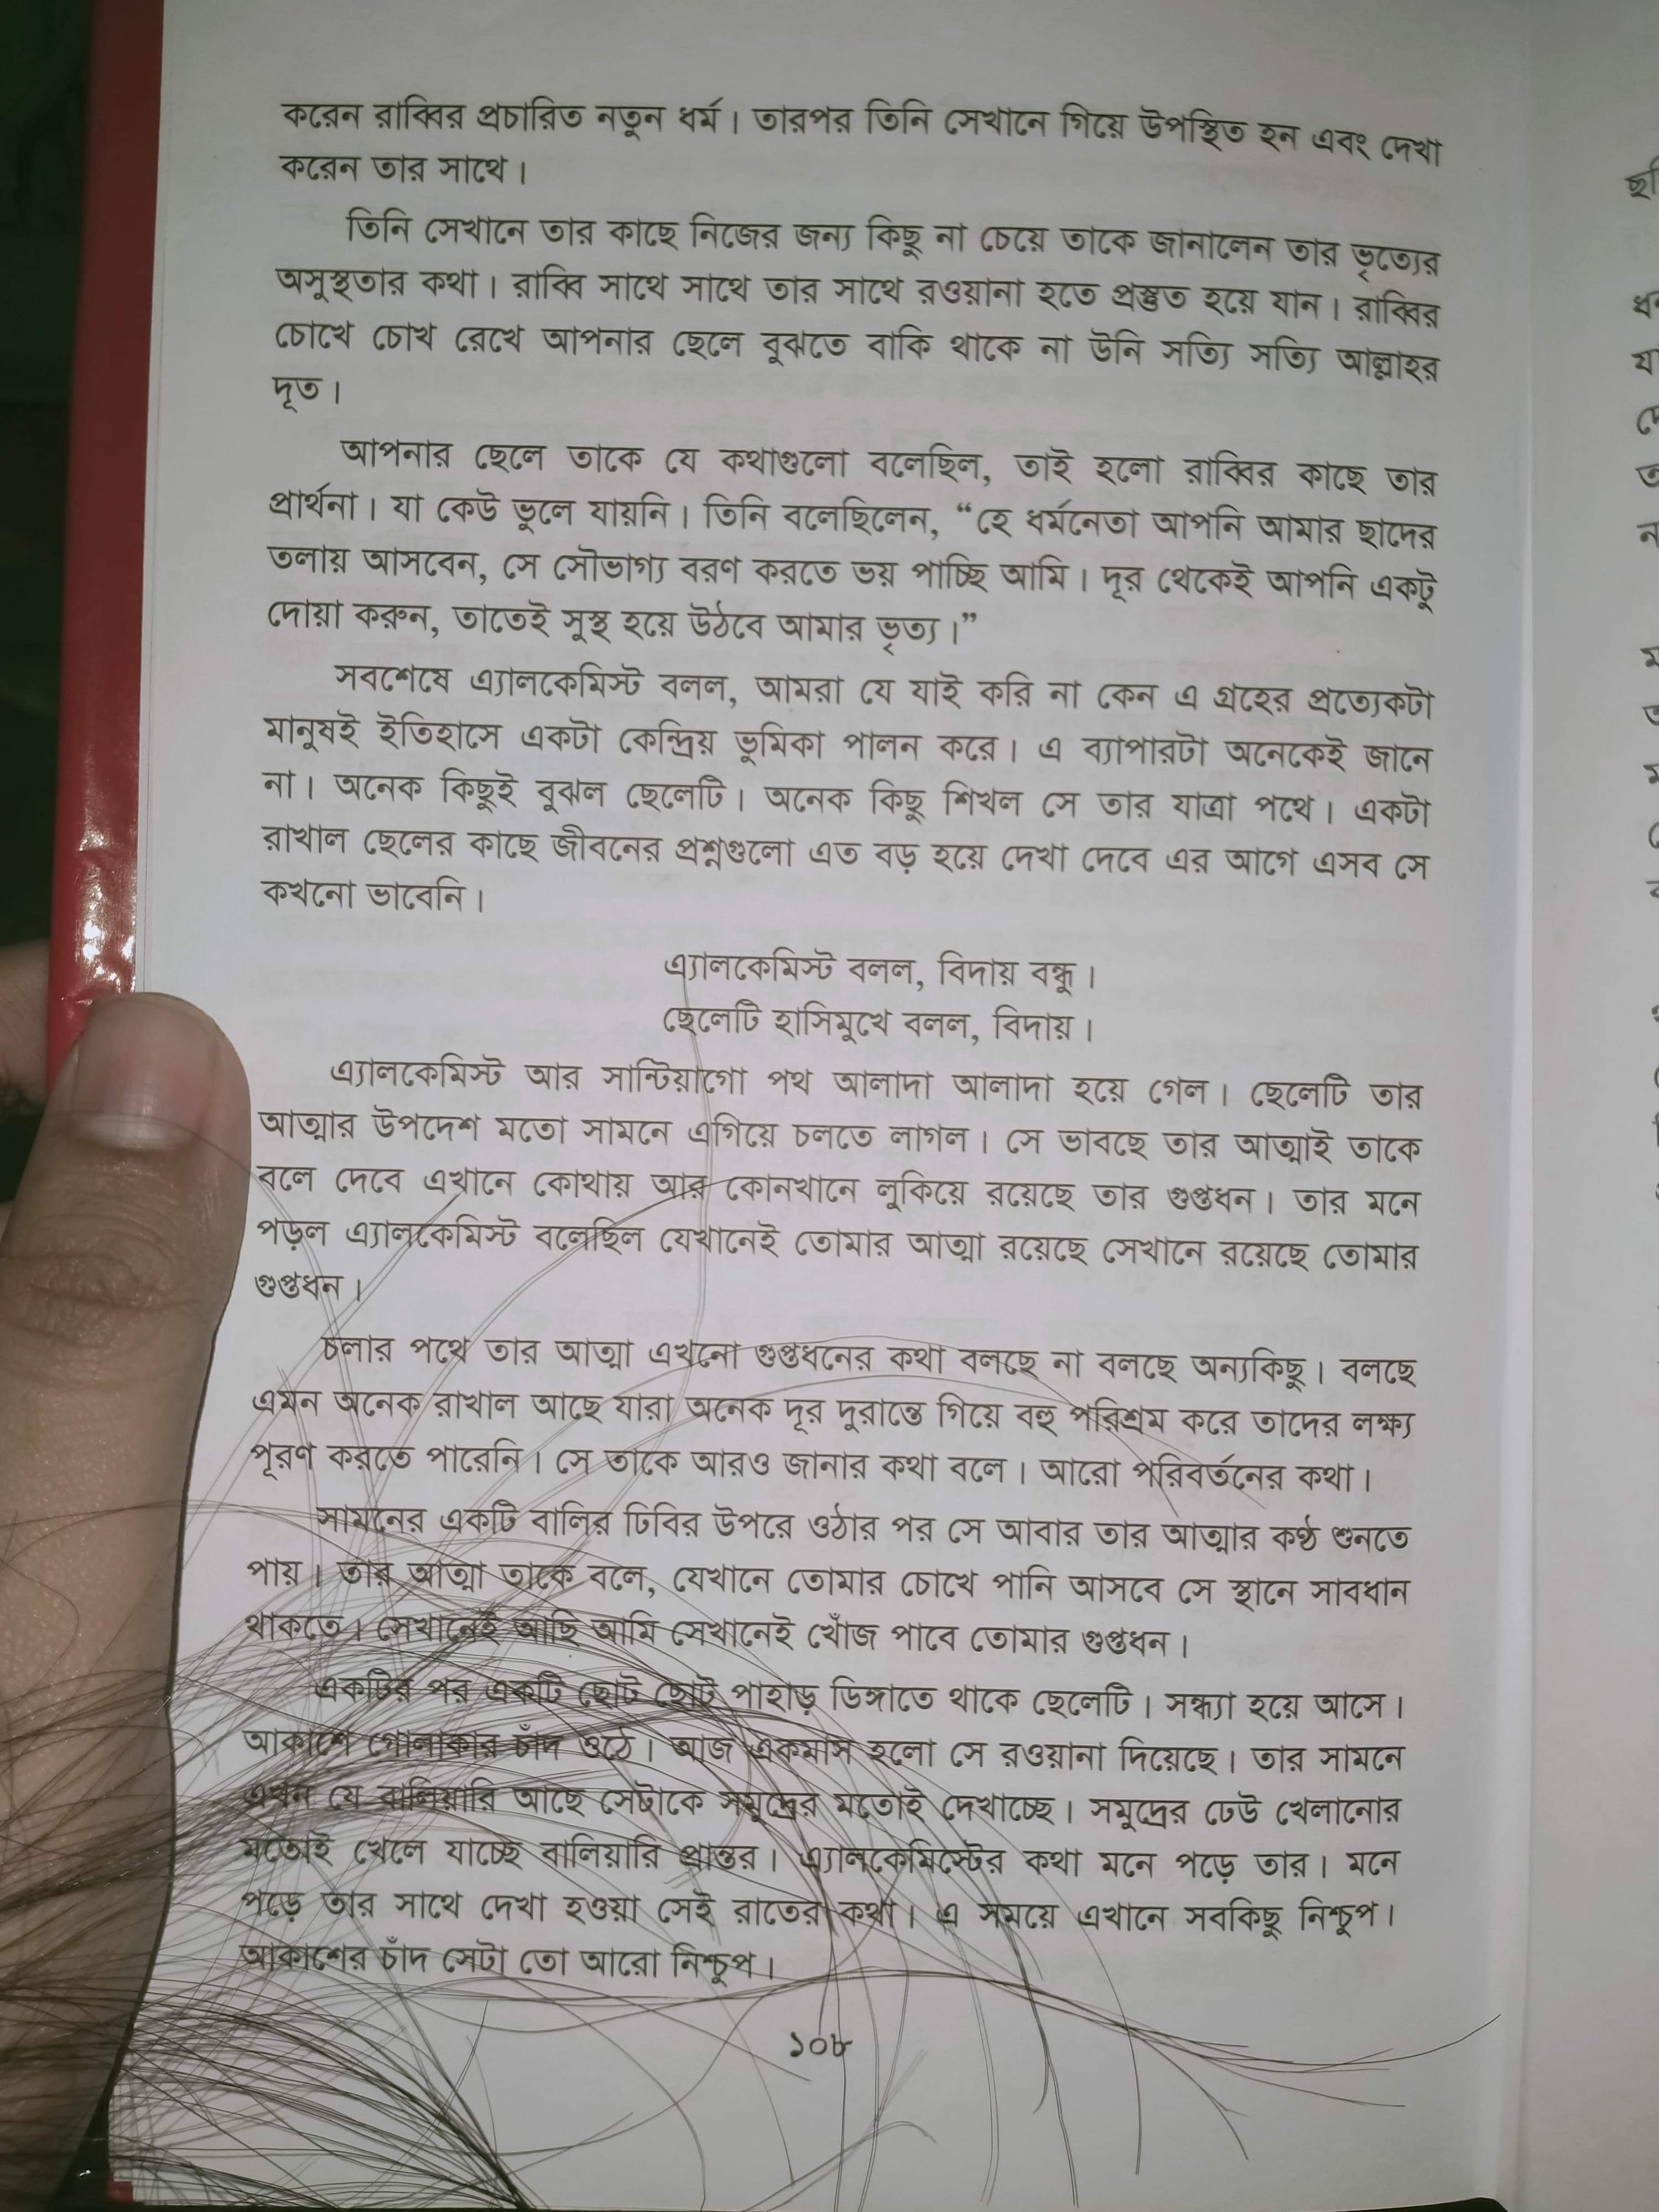 করেন রাব্বির প্রচারিত নতুন ধর্ম। তারপর তিনি সেখানে গিয়ে উপস্থিত হন এবং দেখা
করেন তার সাথে।
তিনি সেখানে তার কাছে নিজের জন্য কিছু না চেয়ে তাকে জানালেন তার ভৃত্যের
অসুস্থতার কথা। রাব্বি সাথে সাথে তার সাথে রওয়ানা হতে প্রস্তুত হয়ে যান। রাব্বির
চোখে চোখ রেখে আপনার ছেলে বুঝতে বাকি থাকে না উনি সত্যি সত্যি আল্লাহর
দূত।
আপনার ছেলে তাকে যে কথাগুলো বলেছিল, তাই হলো রাব্বির কাছে তার
প্রার্থনা। যা কেউ ভুলে যায়নি। তিনি বলেছিলেন, “হে ধর্মনেতা আপনি আমার ছাদের
তলায় আসবেন, সে সৌভাগ্য বরণ করতে ভয় পাচ্ছি আমি। দূর থেকেই আপনি একটু
দোয়া করুন, তাতেই সুস্থ হয়ে উঠবে আমার ভৃত্য।”
সবশেষে এ্যালকেমিস্ট বলল, আমরা যে যাই করি না কেন এ গ্রহের প্রত্যেকটা
মানুষই ইতিহাসে একটা কেন্দ্রিয় ভুমিকা পালন করে। এ ব্যাপারটা অনেকেই জানে
না। অনেক কিছুই বুঝল ছেলেটি। অনেক কিছু শিখল সে তার যাত্রা পথে। একটা
রাখাল ছেলের কাছে জীবনের প্রশ্নগুলো এত বড় হয়ে দেখা দেবে এর আগে এসব সে
কখনো ভাবেনি।
এ্যালকেমিস্ট বলল, বিদায় বন্ধু।
ছেলেটি হাসিমুখে বলল, বিদায়।
এ্যালকেমিস্ট আর সান্টিয়াগো পথ আলাদা আলাদা হয়ে গেল। ছেলেটি তার
আত্মার উপদেশ মতো সামনে এগিয়ে চলতে লাগল। সে ভাবছে তার আত্মাই তাকে
বলে দেবে এখানে কোথায় আর কোনখানে লুকিয়ে রয়েছে তার গুপ্তধন। তার মনে
পড়ল এ্যালকেমিস্ট বলেছিল যেখানেই তোমার আত্মা রয়েছে সেখানে রয়েছে তোমার
গুপ্তধন।
চলার পথে তার আত্মা এখনো গুপ্তধনের কথা বলছে না বলছে অন্যকিছু। বলছে
এমন অনেক রাখাল আছে যারা অনেক দূর দুরান্তে গিয়ে বহু পরিশ্রম করে তাদের লক্ষ্য
পূরণ করতে পারেনি। সে তাকে আরও জানার কথা বলে। আরো পরিবর্তনের কথা।
সামনের একটি বালির ঢিবির উপরে ওঠার পর সে আবার তার আত্মার কণ্ঠ শুনতে
পায়। তার আত্মা তাকে বলে, যেখানে তোমার চোখে পানি আসবে সে স্থানে সাবধান
থাকতে। সেখানেই আছি আমি সেখানেই খোঁজ পাবে তোমার গুপ্তধন।
একটির পর একটি ছোট ছোট পাহাড় ডিঙ্গাতে থাকে ছেলেটি। সন্ধ্যা হয়ে আসে।
আকাশে গোলাকার চাঁদ ওঠে। আজ একমাস হলো সে রওয়ানা দিয়েছে। তার সামনে
এখন যে বালিয়ারি আছে সেটাকে সমুদ্রের মতোই দেখাচ্ছে। সমুদ্রের ঢেউ খেলানোর
মতোই খেলে যাচ্ছে বালিয়ারি প্রান্তর। এ্যালকেমিস্টের কথা মনে পড়ে তার। মনে
পড়ে তার সাথে দেখা হওয়া সেই রাতের কথা। এ সময়ে এখানে সবকিছু নিশ্চুপ।
আকাশের চাঁদ সেটা তো আরো নিশ্চুপ।
১০৮